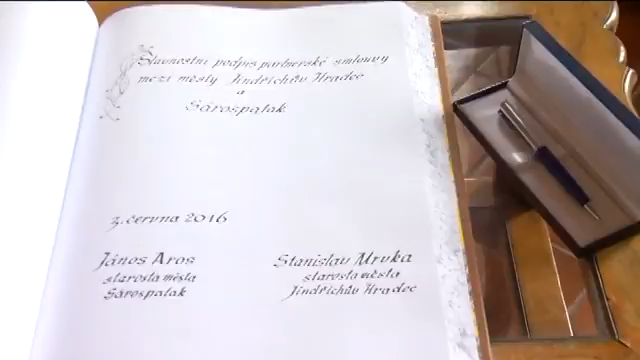 Slavnostní podpis partnerské smlouvy
mezi městy Jindřichův Hradec
a
Sárospatak
3. června 2016
János Aros
starosta města
Sárospatak
Stanislav Mrvka
starosta města
Jindřichův Hradec